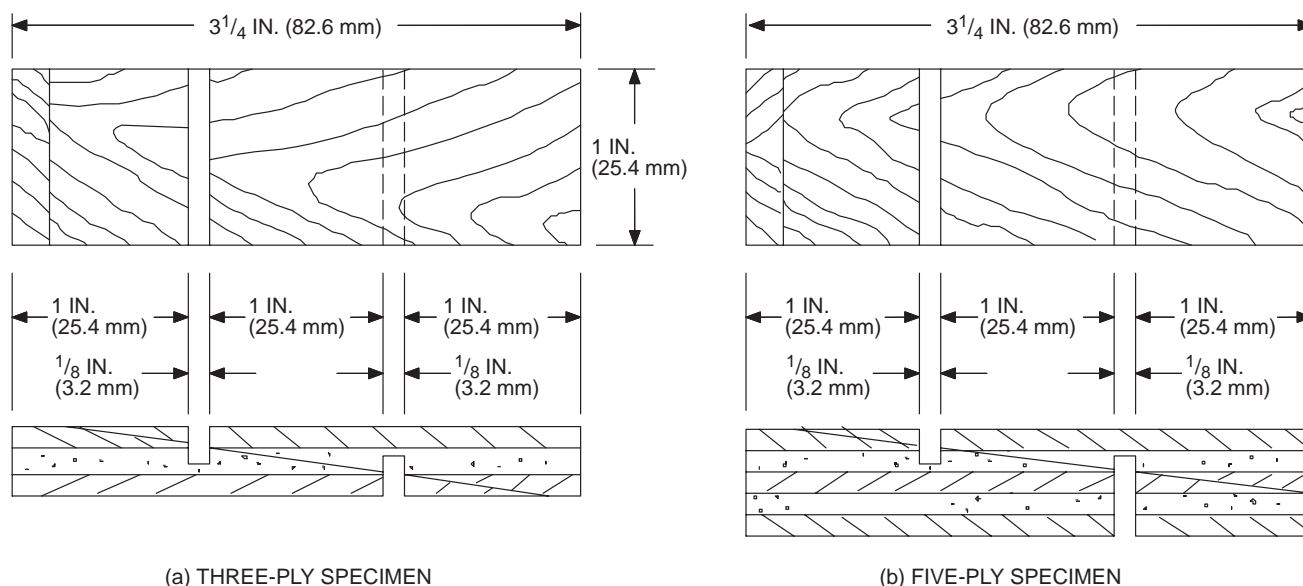 3 1/4 IN. (82.6 mm)
3 1/4 IN. (82.6 mm)
1 IN.
(25.4 mm)
1 IN.
(25.4 mm)
1 IN.
(25.4 mm)
1 IN.
(25.4 mm)
1/8 IN.
(3.2 mm)
1/8 IN.
(3.2 mm)
1 IN.
(25.4 mm)
1 IN.
(25.4 mm)
1 IN.
(25.4 mm)
1/8 IN.
(3.2 mm)
1/8 IN.
(3.2 mm)
(a) THREE-PLY SPECIMEN
(b) FIVE-PLY SPECIMEN